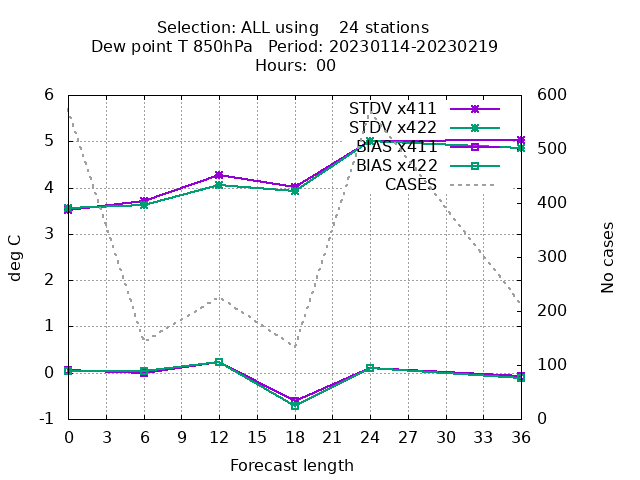 Selection: ALL using    24 stations
Dew point T 850hPa   Period: 20230114-20230219
Hours:  00
STDV x411
STDV x422
BIAS x411
BIAS x422
CASES
6
5
4
3
2
1
0
-1
deg C
600
500
400
300
200
100
0
No cases
0 3 6 9 12 15 18 21 24 27 30 33 36
Forecast length